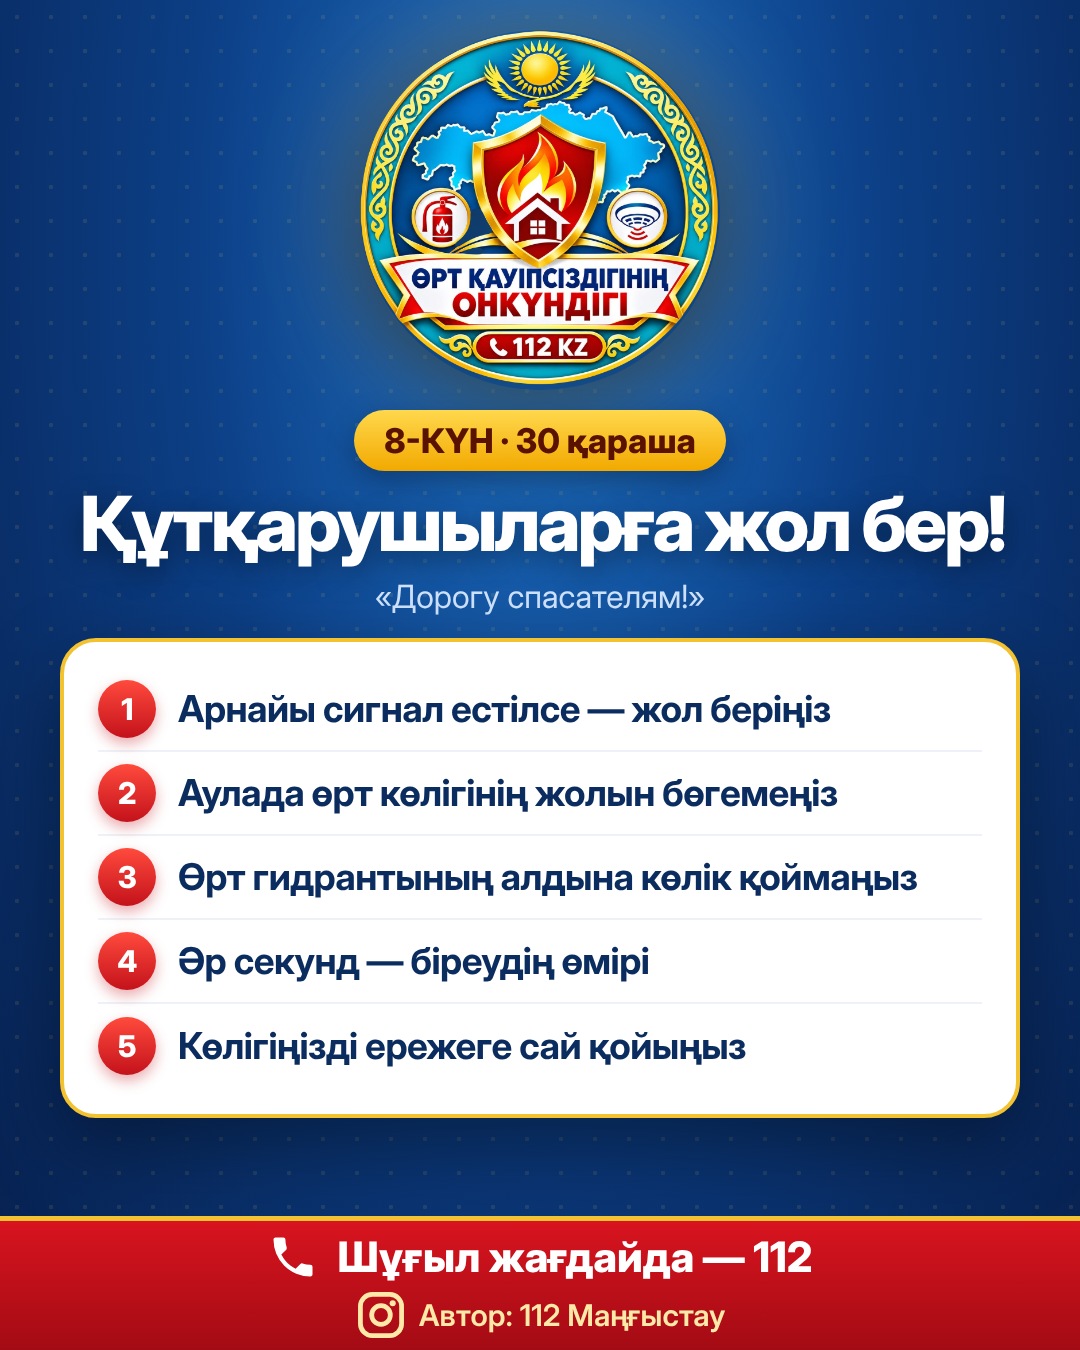 ӨРТ ҚАУІПСІЗДІГІНІҢ
ОНКҮНДІГІ
112 KZ
8-КҮН · 30 қараша
Құтқарушыларға жол бер!
«Дорогу спасателям!»
1 Арнайы сигнал естілсе — жол беріңіз
2 Аулада өрт көлігінің жолын бөгемеңіз
3 Өрт гидрантының алдына көлік қоймаңыз
4 Әр секунд — біреудің өмірі
5 Көлігіңізді ережеге сай қойыңыз
Шұғыл жағдайда — 112
Автор: 112 Маңғыстау